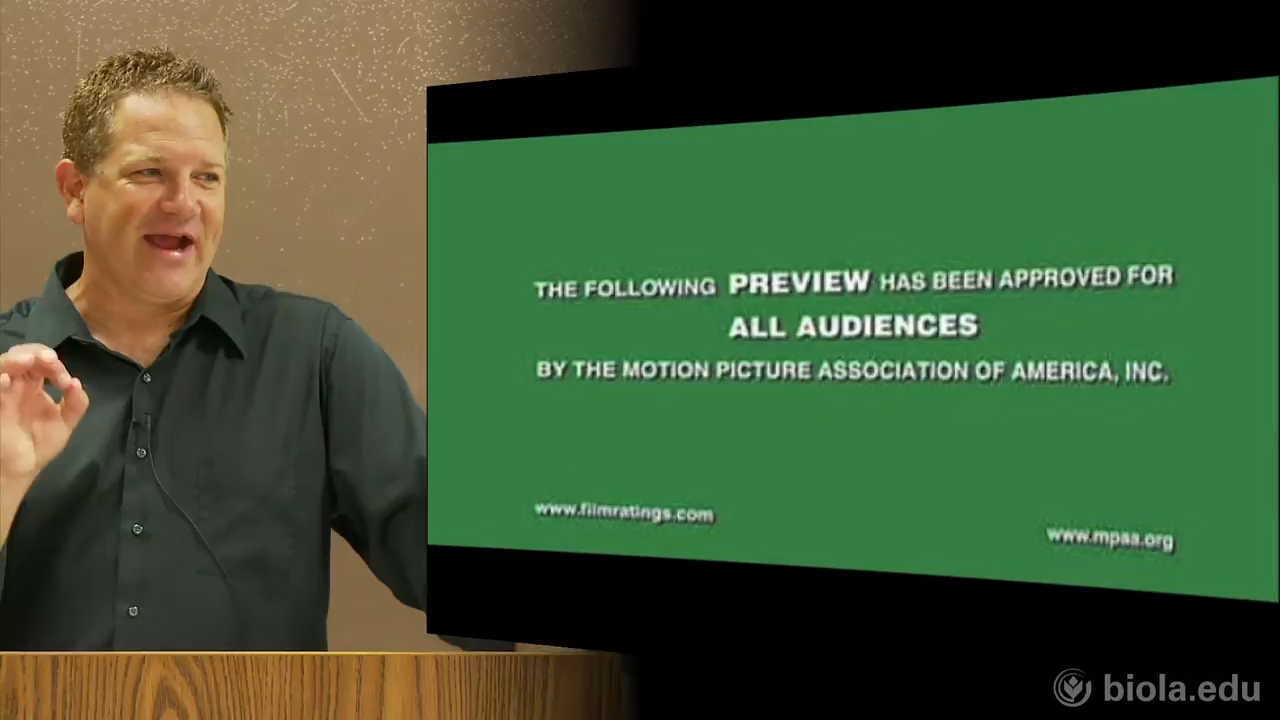 THE FOLLOWING PREVIEW HAS BEEN APPROVED FOR
ALL AUDIENCES
BY THE MOTION PICTURE ASSOCIATION OF AMERICA, INC.
www.filmratings.com
www.mpaa.org
biola.edu